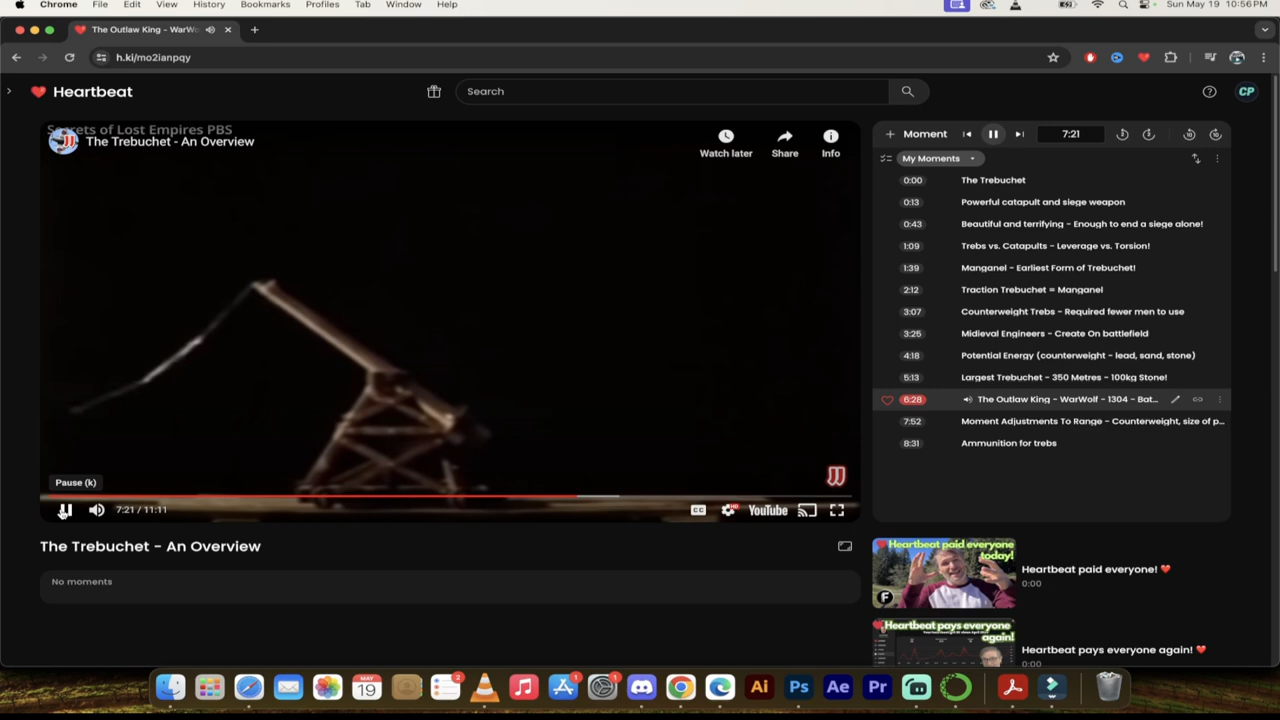 Chrome File Edit View History Bookmarks Profiles Tab Window Help Sun May 19 10:56 PM
The Outlaw King - WarWo
h.ki/mo2ianpqy
Heartbeat
Search
CP
Secrets of Lost Empires PBS
The Trebuchet - An Overview
Watch later Share Info
Pause (k)
7:21 / 11:11
CC HD YouTube
The Trebuchet - An Overview
No moments
Moment 7:21
My Moments
0:00 The Trebuchet
0:13 Powerful catapult and siege weapon
0:43 Beautiful and terrifying - Enough to end a siege alone!
1:09 Trebs vs. Catapults - Leverage vs. Torsion!
1:39 Manganel - Earliest Form of Trebuchet!
2:12 Traction Trebuchet = Manganel
3:07 Counterweight Trebs - Required fewer men to use
3:25 Midieval Engineers - Create On battlefield
4:18 Potential Energy (counterweight - lead, sand, stone)
5:13 Largest Trebuchet - 350 Metres - 100kg Stone!
6:28 The Outlaw King - WarWolf - 1304 - Bat...
7:52 Moment Adjustments To Range - Counterweight, size of p...
8:31 Ammunition for trebs
Heartbeat paid everyone today!
F
Heartbeat paid everyone! ❤️
0:00
Heartbeat pays everyone again!
Heartbeat pays everyone again! ❤️
0:00
MAY
19
2
1
1
Ai Ps Ae Pr